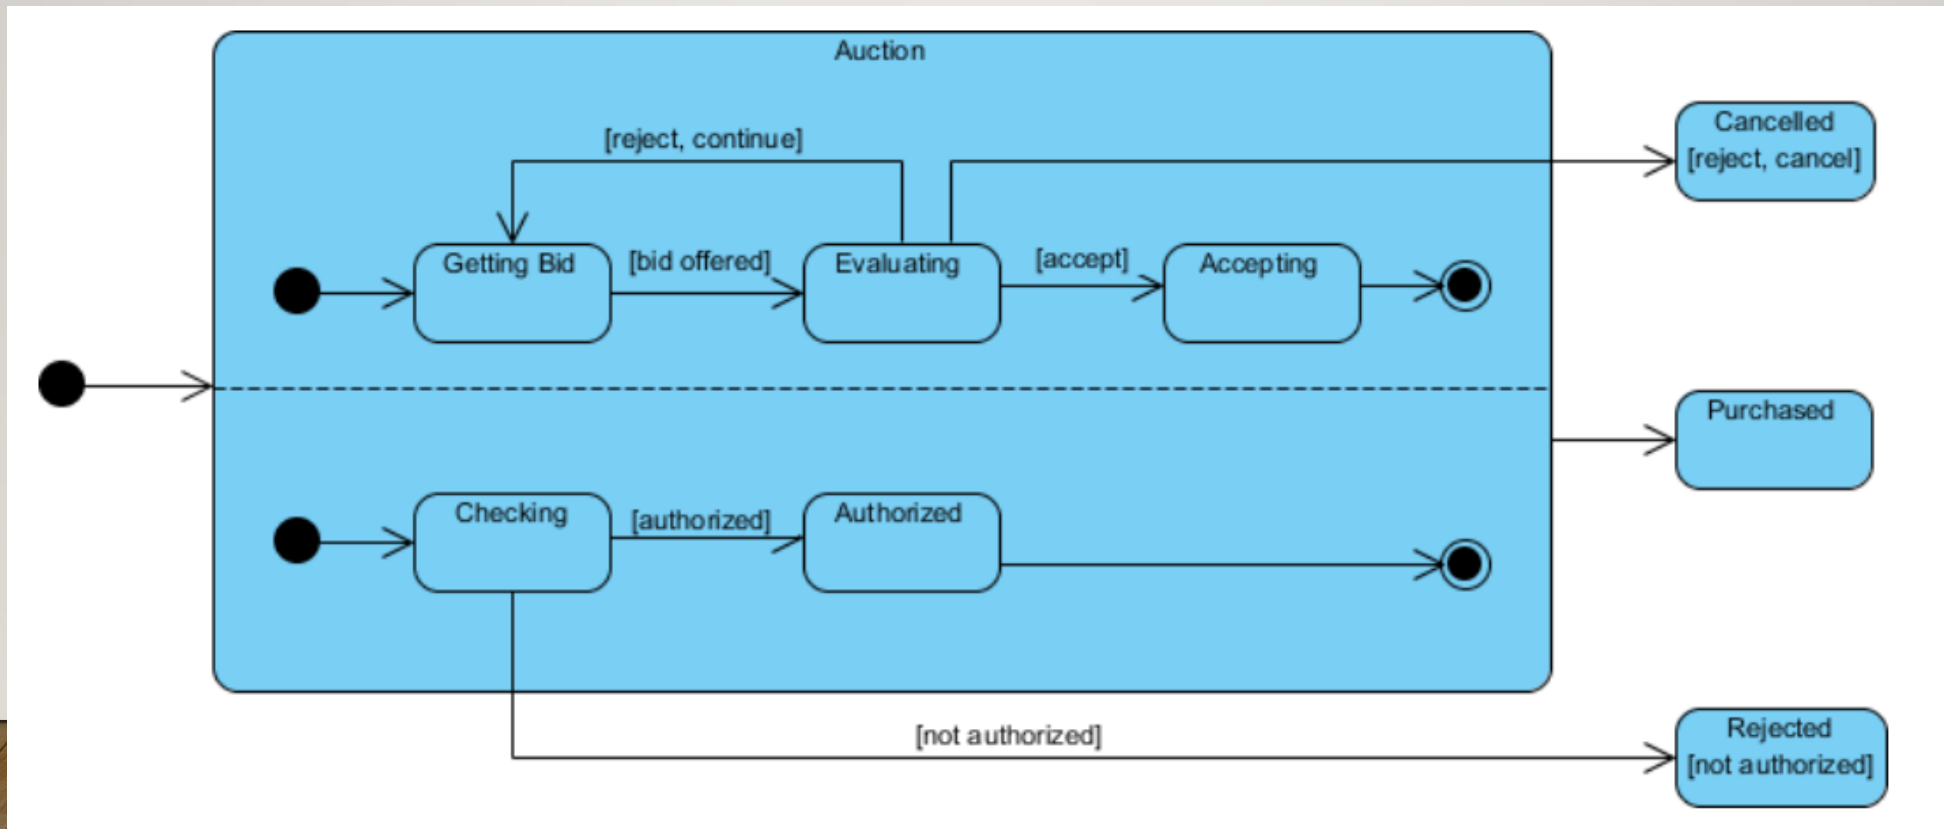 Auction
[reject, continue]
Cancelled
[reject, cancel]
Getting Bid
[bid offered]
Evaluating
[accept]
Accepting
Purchased
Checking
[authorized]
Authorized
[not authorized]
Rejected
[not authorized]